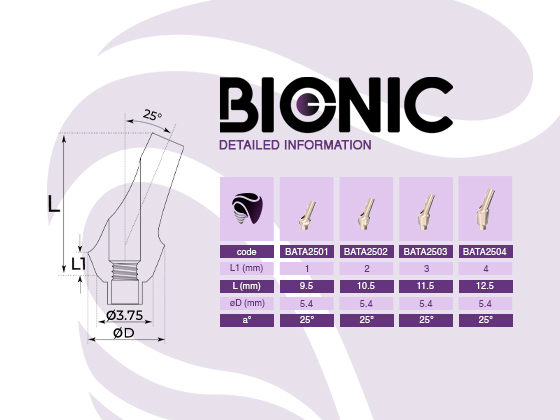 BIONIC
DETAILED INFORMATION
25°
L
L1
Ø3.75
ØD
code BATA2501 BATA2502 BATA2503 BATA2504
L1 (mm) 1 2 3 4
L (mm) 9.5 10.5 11.5 12.5
øD (mm) 5.4 5.4 5.4 5.4
a° 25° 25° 25° 25°